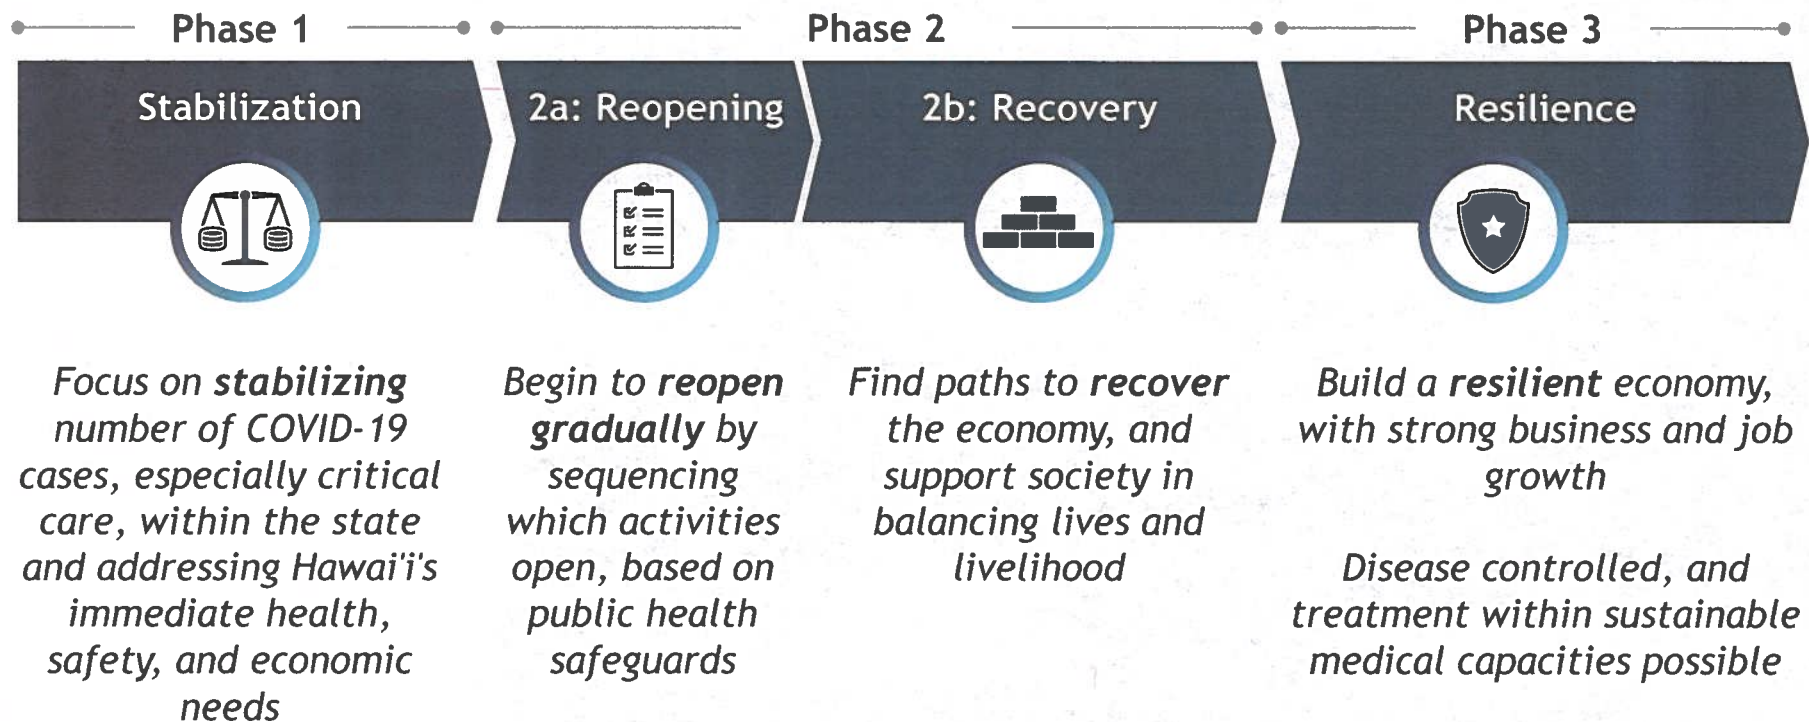 Phase 1
Phase 2
Phase 3
Stabilization
2a: Reopening
2b: Recovery
Resilience
Focus on stabilizing
number of COVID-19
cases, especially critical
care, within the state
and addressing Hawai'i's
immediate health,
safety, and economic
needs
Begin to reopen
gradually by
sequencing
which activities
open, based on
public health
safeguards
Find paths to recover
the economy, and
support society in
balancing lives and
livelihood
Build a resilient economy,
with strong business and job
growth
Disease controlled, and
treatment within sustainable
medical capacities possible